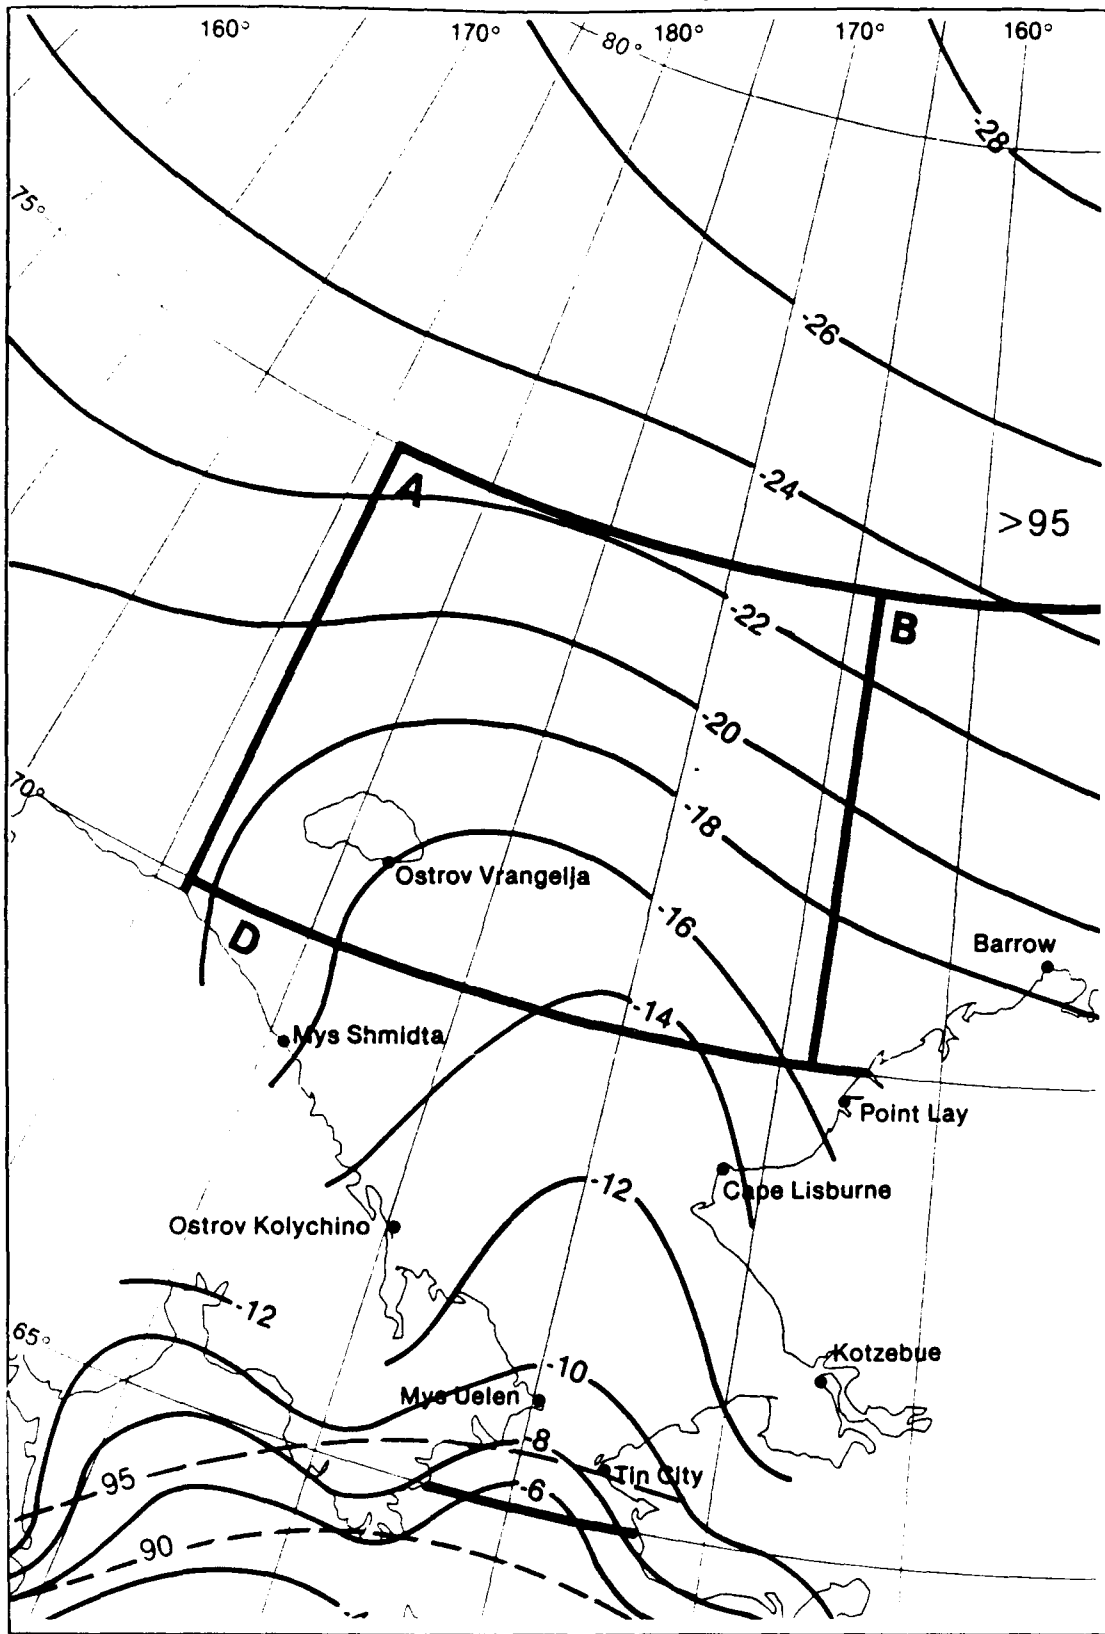 160°
170°
180°
170°
160°
80°
-28
75°
-26
-24
>95
A
-22
B
-20
70°
-18
Ostrov Vrangelja
-16
D
Barrow
-14
Mys Shmidta
Point Lay
-12
Cape Lisburne
Ostrov Kolychino
-12
65°
Kotzebue
-10
Mys Uelen
-8
Tin City
95
-6
90